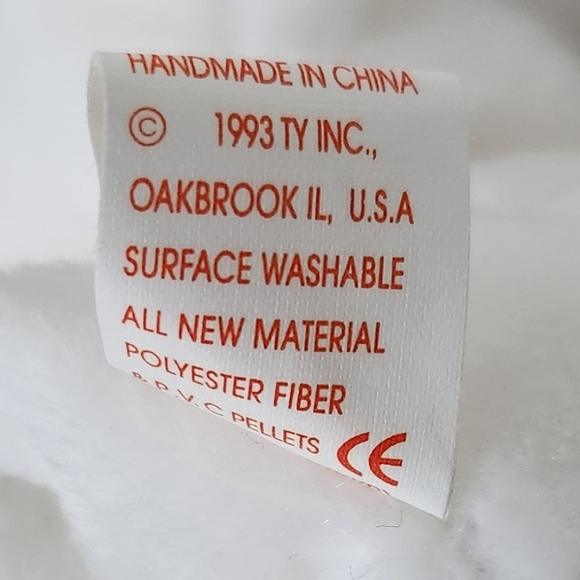 HANDMADE IN CHINA
© 1993 TY INC.,
OAKBROOK IL, U.S.A
SURFACE WASHABLE
ALL NEW MATERIAL
POLYESTER FIBER
& P.V.C PELLETS CE